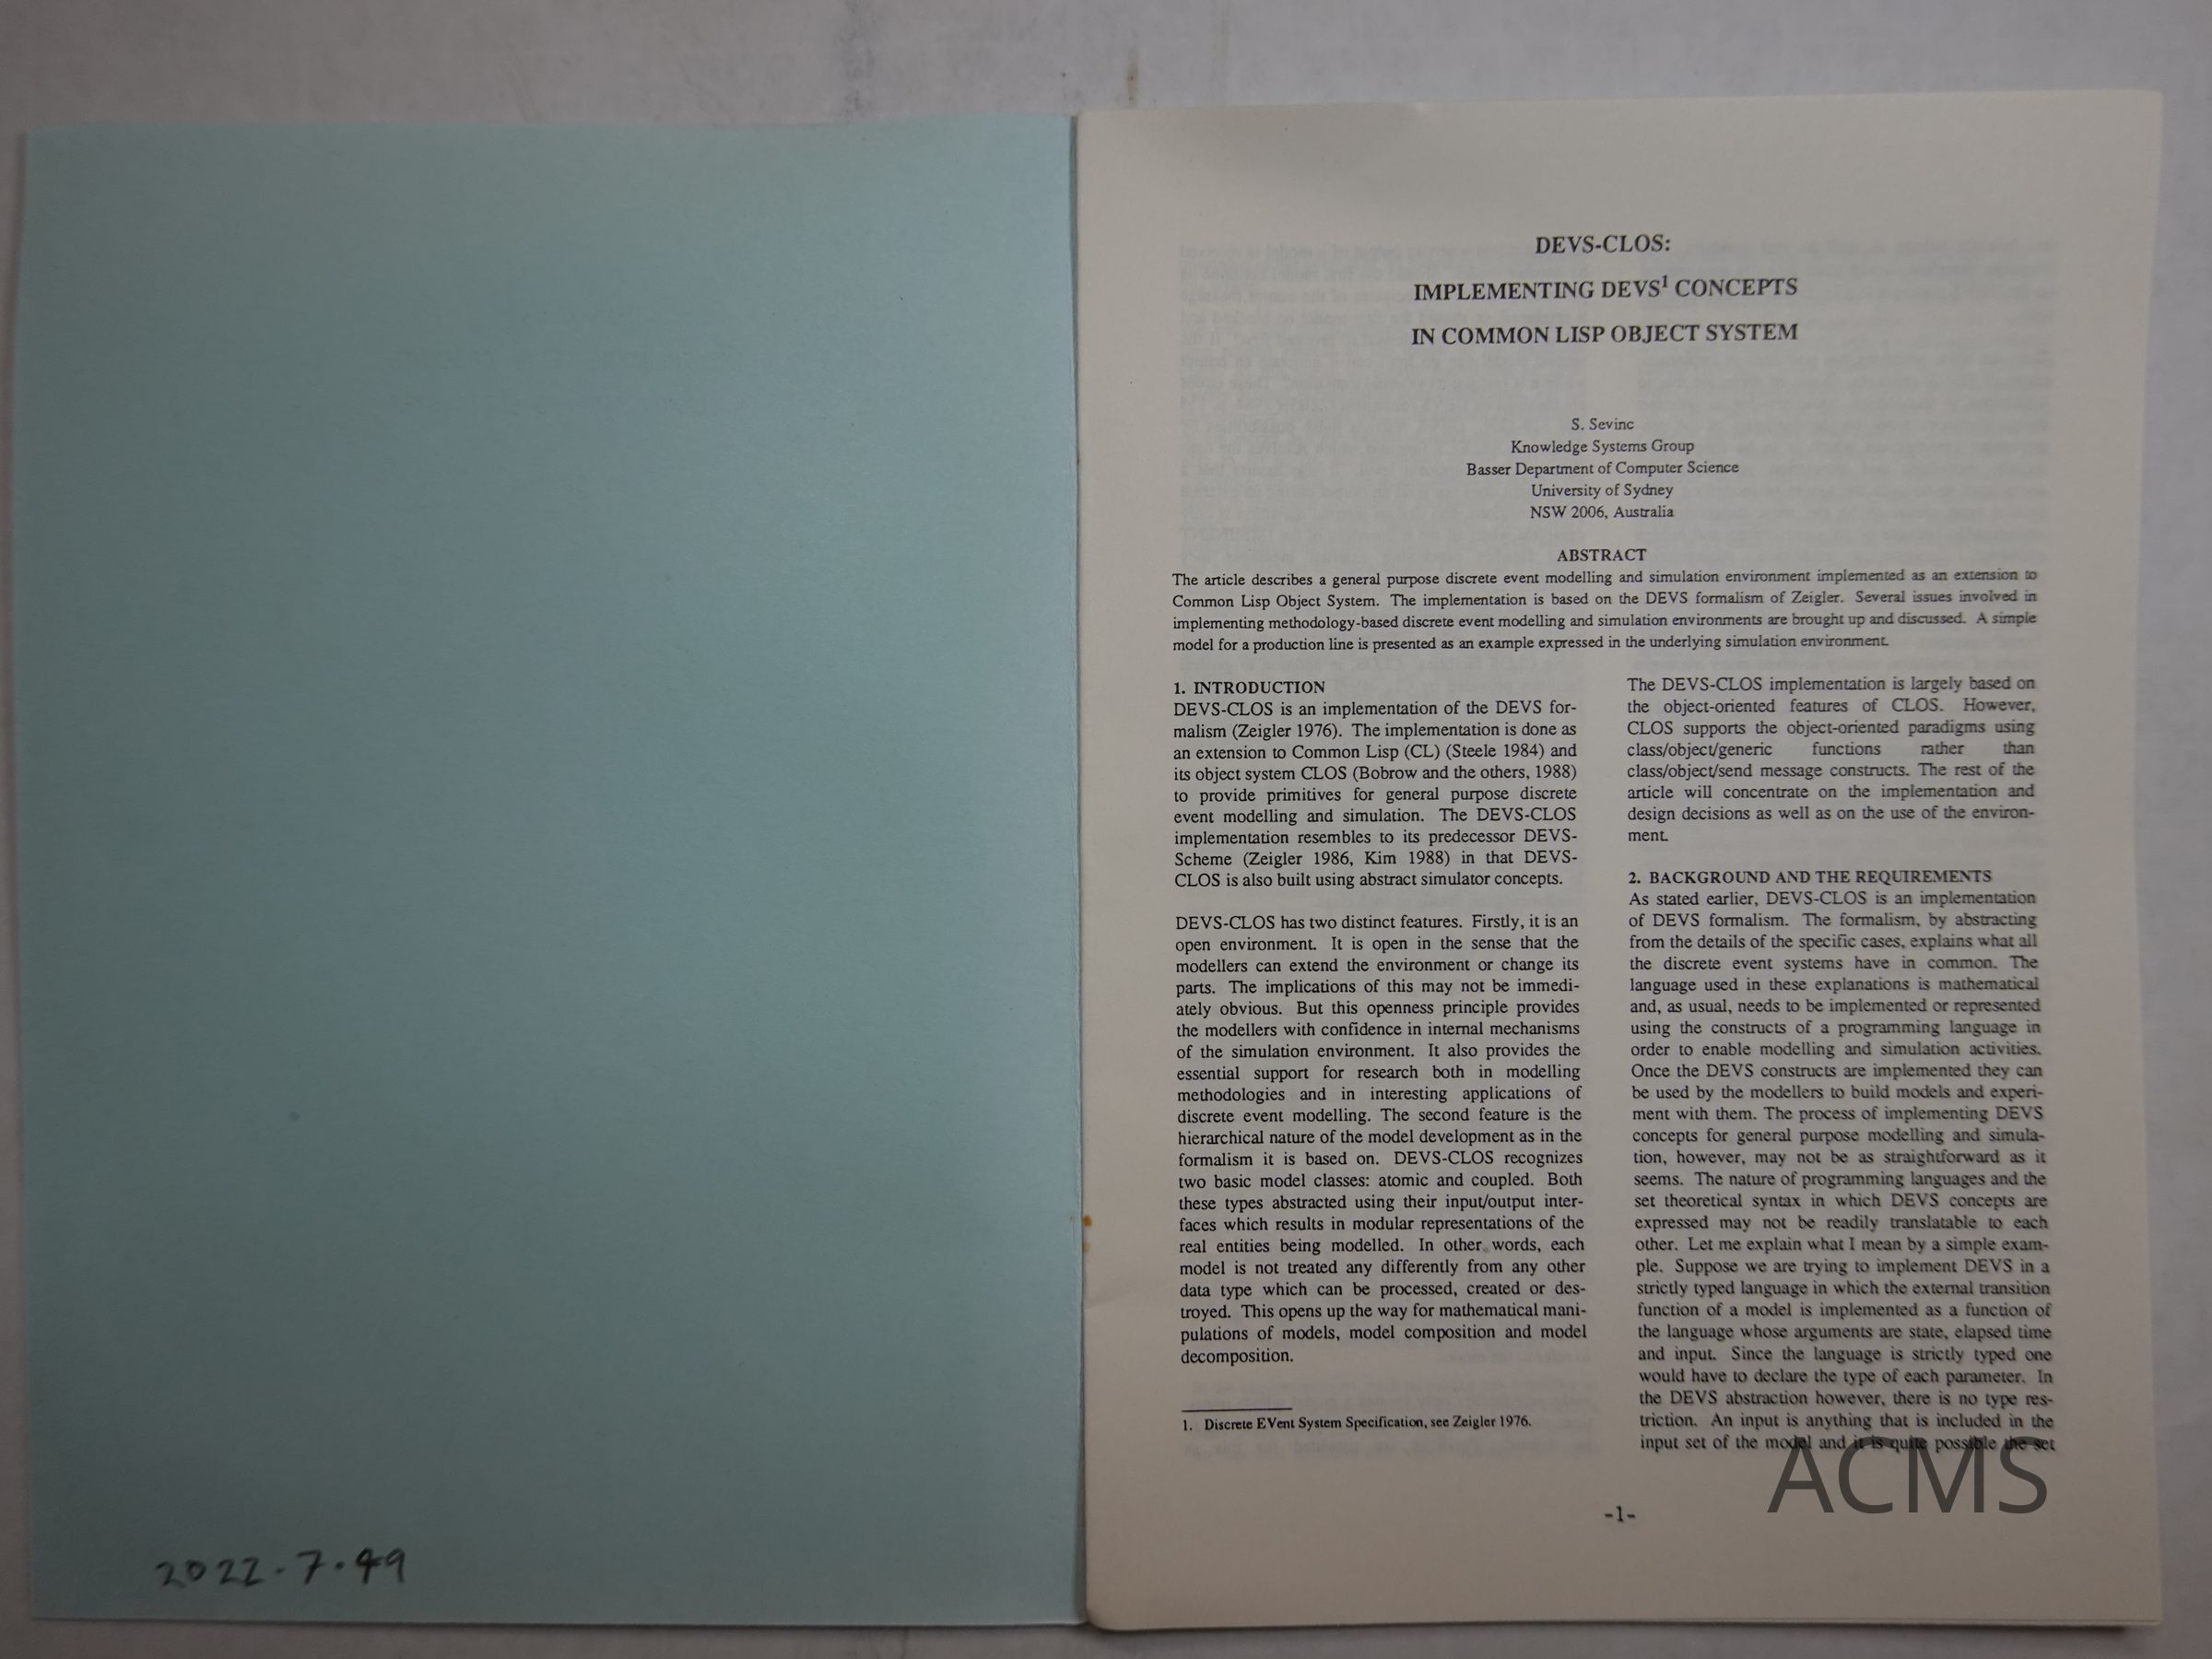 2022.7.49
DEVS-CLOS:
IMPLEMENTING DEVS1 CONCEPTS
IN COMMON LISP OBJECT SYSTEM
S. Sevinc
Knowledge Systems Group
Basser Department of Computer Science
University of Sydney
NSW 2006, Australia
ABSTRACT
The article describes a general purpose discrete event modelling and simulation environment implemented as an extension to
Common Lisp Object System. The implementation is based on the DEVS formalism of Zeigler. Several issues involved in
implementing methodology-based discrete event modelling and simulation environments are brought up and discussed. A simple
model for a production line is presented as an example expressed in the underlying simulation environment.
1. INTRODUCTION
DEVS-CLOS is an implementation of the DEVS for-
malism (Zeigler 1976). The implementation is done as
an extension to Common Lisp (CL) (Steele 1984) and
its object system CLOS (Bobrow and the others, 1988)
to provide primitives for general purpose discrete
event modelling and simulation. The DEVS-CLOS
implementation resembles to its predecessor DEVS-
Scheme (Zeigler 1986, Kim 1988) in that DEVS-
CLOS is also built using abstract simulator concepts.
DEVS-CLOS has two distinct features. Firstly, it is an
open environment. It is open in the sense that the
modellers can extend the environment or change its
parts. The implications of this may not be immedi-
ately obvious. But this openness principle provides
the modellers with confidence in internal mechanisms
of the simulation environment. It also provides the
essential support for research both in modelling
methodologies and in interesting applications of
discrete event modelling. The second feature is the
hierarchical nature of the model development as in the
formalism it is based on. DEVS-CLOS recognizes
two basic model classes: atomic and coupled. Both
these types abstracted using their input/output inter-
faces which results in modular representations of the
real entities being modelled. In other words, each
model is not treated any differently from any other
data type which can be processed, created or des-
troyed. This opens up the way for mathematical mani-
pulations of models, model composition and model
decomposition.
1. Discrete EVent System Specification, see Zeigler 1976.
The DEVS-CLOS implementation is largely based on
the object-oriented features of CLOS. However,
CLOS supports the object-oriented paradigms using
class/object/generic functions rather than
class/object/send message constructs. The rest of the
article will concentrate on the implementation and
design decisions as well as on the use of the environ-
ment.
2. BACKGROUND AND THE REQUIREMENTS
As stated earlier, DEVS-CLOS is an implementation
of DEVS formalism. The formalism, by abstracting
from the details of the specific cases, explains what all
the discrete event systems have in common. The
language used in these explanations is mathematical
and, as usual, needs to be implemented or represented
using the constructs of a programming language in
order to enable modelling and simulation activities.
Once the DEVS constructs are implemented they can
be used by the modellers to build models and experi-
ment with them. The process of implementing DEVS
concepts for general purpose modelling and simula-
tion, however, may not be as straightforward as it
seems. The nature of programming languages and the
set theoretical syntax in which DEVS concepts are
expressed may not be readily translatable to each
other. Let me explain what I mean by a simple exam-
ple. Suppose we are trying to implement DEVS in a
strictly typed language in which the external transition
function of a model is implemented as a function of
the language whose arguments are state, elapsed time
and input. Since the language is strictly typed one
would have to declare the type of each parameter. In
the DEVS abstraction however, there is no type res-
triction. An input is anything that is included in the
input set of the model and it is quite possible the set
-1-
ACMS